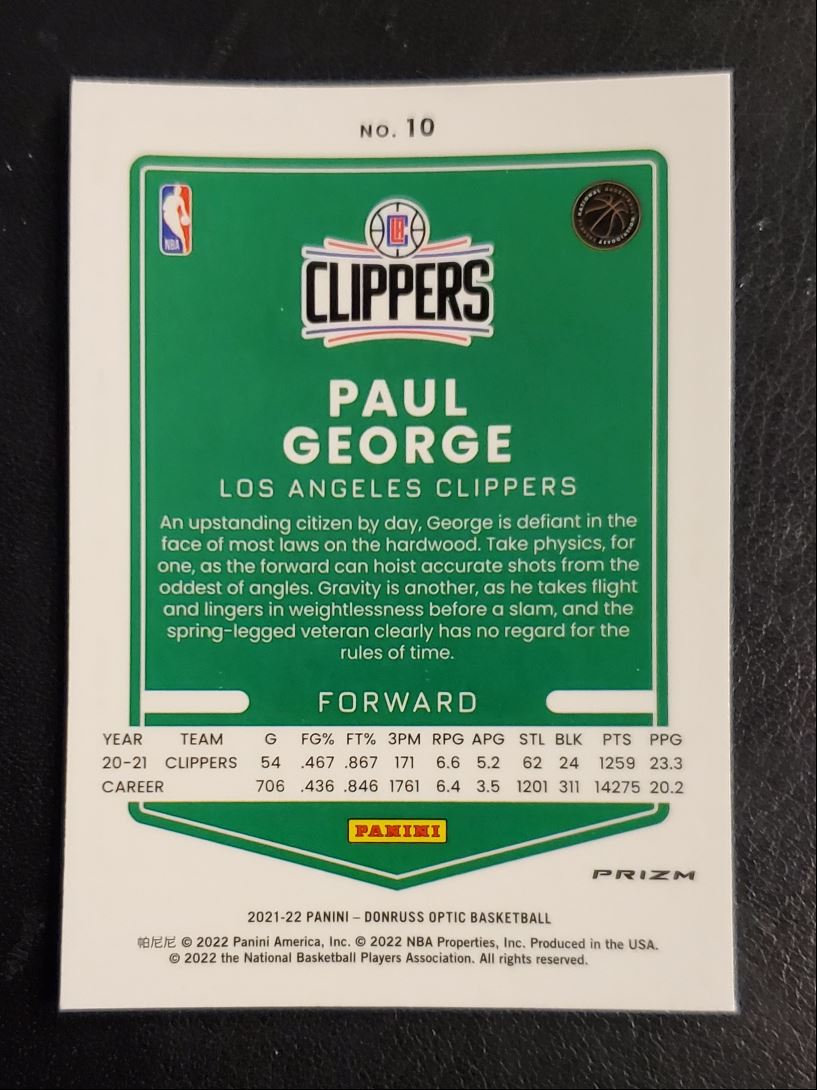 NO. 10
NBA
LAC
CLIPPERS
PAUL
GEORGE
LOS ANGELES CLIPPERS
An upstanding citizen by day, George is defiant in the
face of most laws on the hardwood. Take physics, for
one, as the forward can hoist accurate shots from the
oddest of angles. Gravity is another, as he takes flight
and lingers in weightlessness before a slam, and the
spring-legged veteran clearly has no regard for the
rules of time.
FORWARD
YEAR TEAM G FG% FT% 3PM RPG APG STL BLK PTS PPG
20-21 CLIPPERS 54 .467 .867 171 6.6 5.2 62 24 1259 23.3
CAREER 706 .436 .846 1761 6.4 3.5 1201 311 14275 20.2
PANINI
PRIZM
2021-22 PANINI – DONRUSS OPTIC BASKETBALL
帕尼尼 © 2022 Panini America, Inc. © 2022 NBA Properties, Inc. Produced in the USA.
© 2022 the National Basketball Players Association. All rights reserved.